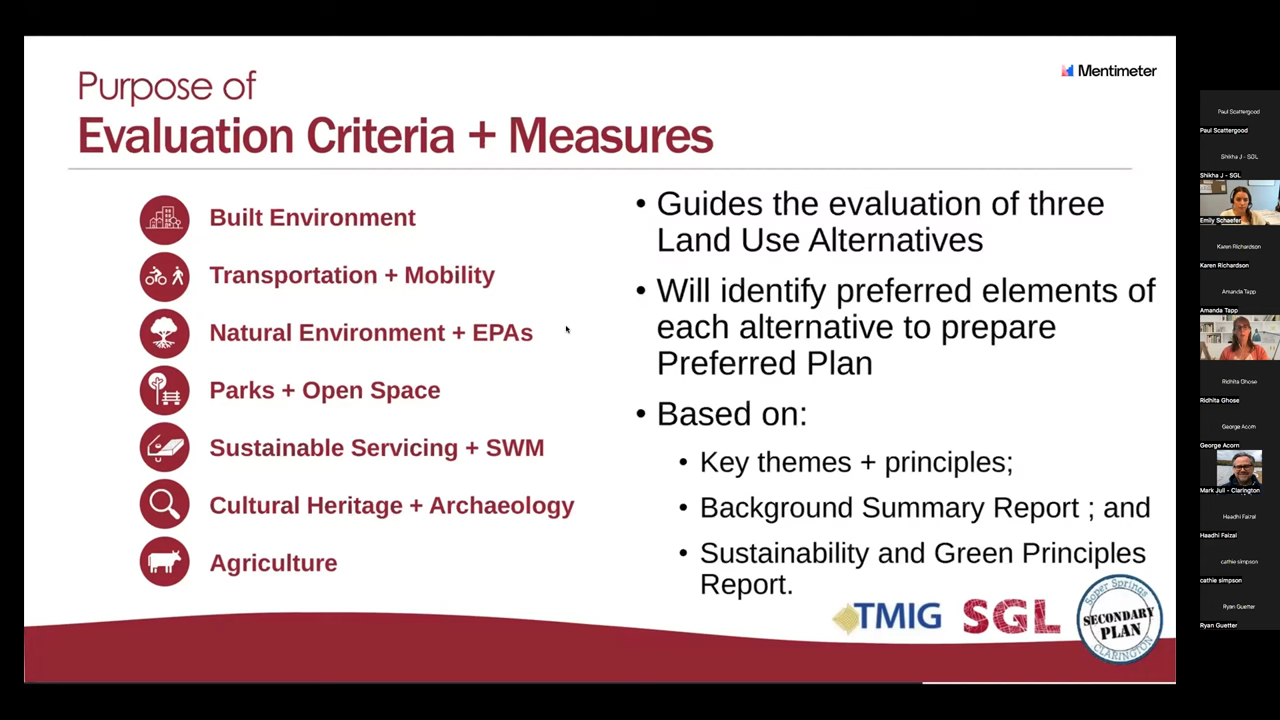 Purpose of
Evaluation Criteria + Measures
Mentimeter
Built Environment
Transportation + Mobility
Natural Environment + EPAs
Parks + Open Space
Sustainable Servicing + SWM
Cultural Heritage + Archaeology
Agriculture
• Guides the evaluation of three
Land Use Alternatives
• Will identify preferred elements of
each alternative to prepare
Preferred Plan
• Based on:
• Key themes + principles;
• Background Summary Report ; and
• Sustainability and Green Principles
Report.
TMIG
SGL
Soper Springs
SECONDARY
PLAN
CLARINGTON
Paul Scattergood
Paul Scattergood
Shikha J - SGL
Shikha J - SGL
Emily Schaefer
Karen Richardson
Karen Richardson
Amanda Tapp
Amanda Tapp
Ridhita Ghose
Ridhita Ghose
George Acorn
George Acorn
Mark Jull - Clarington
Haadhi Faizal
Haadhi Faizal
cathie simpson
cathie simpson
Ryan Guetter
Ryan Guetter